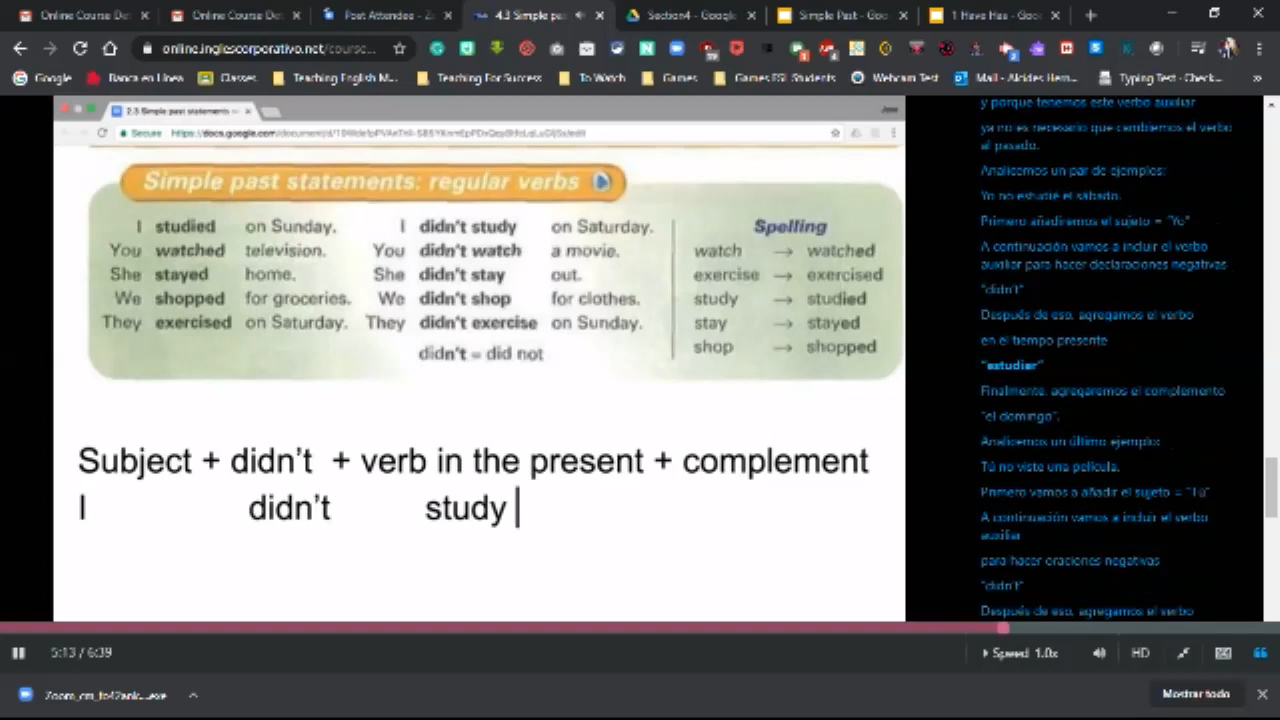 Online Course De
Online Course De
Post Attendee - Z
4.3 Simple pa
Section4 - Google
Simple Past - Goo
1 Have Has - Goo
online.inglescorporativo.net/course...
Google
Banca en Línea
Classes
Teaching English M...
Teaching For Success
To Watch
Games
Games ESL Students
Webcam Test
Mail - Alcides Hern...
Typing Test - Check...
2.3 Simple past statements
Secure
Simple past statements: regular verbs
I studied on Sunday. I didn't study on Saturday.
You watched television. You didn't watch a movie.
She stayed home. She didn't stay out.
We shopped for groceries. We didn't shop for clothes.
They exercised on Saturday. They didn't exercise on Sunday.
didn't = did not
Spelling
watch → watched
exercise → exercised
study → studied
stay → stayed
shop → shopped
Subject + didn't + verb in the present + complement
I didn't study
y porque tenemos este verbo auxiliar
ya no es necesario que cambiemos el verbo
al pasado.
Analicemos un par de ejemplos:
Yo no estudié el sábado.
Primero añadiremos el sujeto = "Yo"
A continuación vamos a incluir el verbo
auxiliar para hacer declaraciones negativas
"didn't"
Después de eso, agregamos el verbo
en el tiempo presente
"estudiar"
Finalmente, agregaremos el complemento
"el domingo".
Analicemos un último ejemplo:
Tú no viste una película.
Primero vamos a añadir el sujeto = "Tú"
A continuación vamos a incluir el verbo
auxiliar
para hacer oraciones negativas
"didn't"
Después de eso, agregamos el verbo
5:13 / 6:39
Speed 1.0x
HD
Mostrar todo